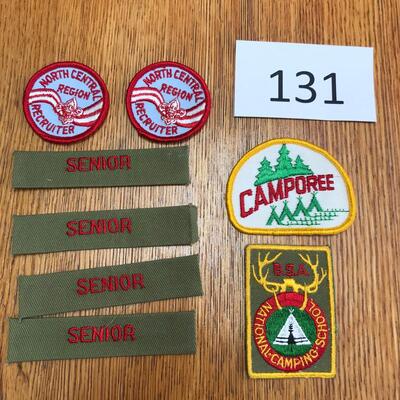 NORTH CENTRAL
REGION
RECRUITER
NORTH CENTRAL
REGION
RECRUITER
131
SENIOR
SENIOR
SENIOR
SENIOR
CAMPOREE
B.S.A.
NATIONAL-CAMPING-SCHOOL